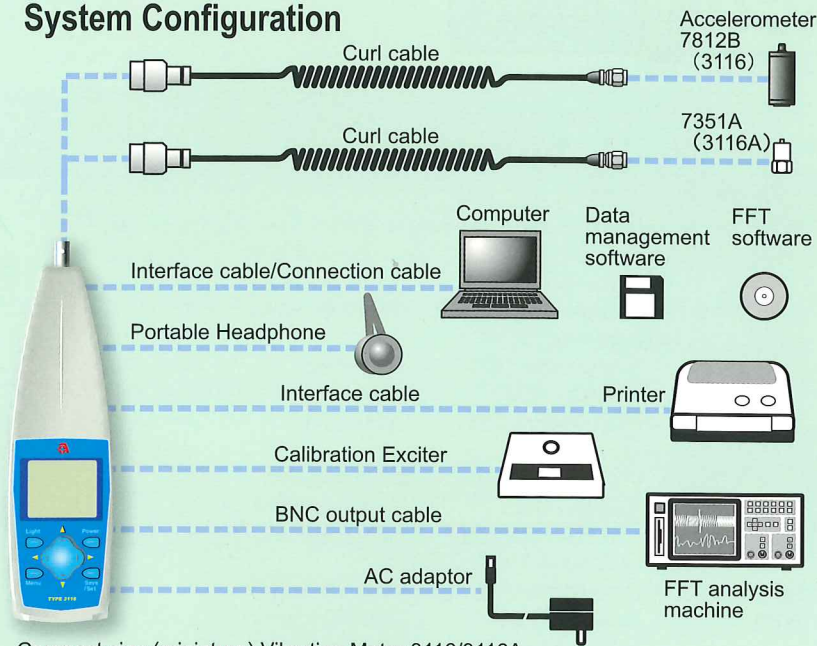 System Configuration
Accelerometer
7812B
(3116)
Curl cable
7351A
(3116A)
Curl cable
Computer
Data
management
software
FFT
software
Interface cable/Connection cable
Portable Headphone
Interface cable
Printer
Calibration Exciter
BNC output cable
FFT analysis
machine
AC adaptor
Light
Power
Menu
Save
/Set
TYPE 3116